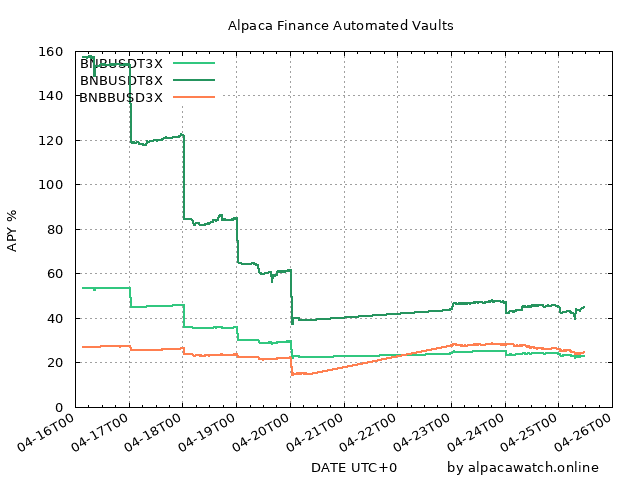 Alpaca Finance Automated Vaults
APY %
160
140
120
100
80
60
40
20
0
BNBUSDT3X
BNBUSDT8X
BNBBUSD3X
04-16T00
04-17T00
04-18T00
04-19T00
04-20T00
04-21T00
04-22T00
04-23T00
04-24T00
04-25T00
04-26T00
DATE UTC+0
by alpacawatch.online